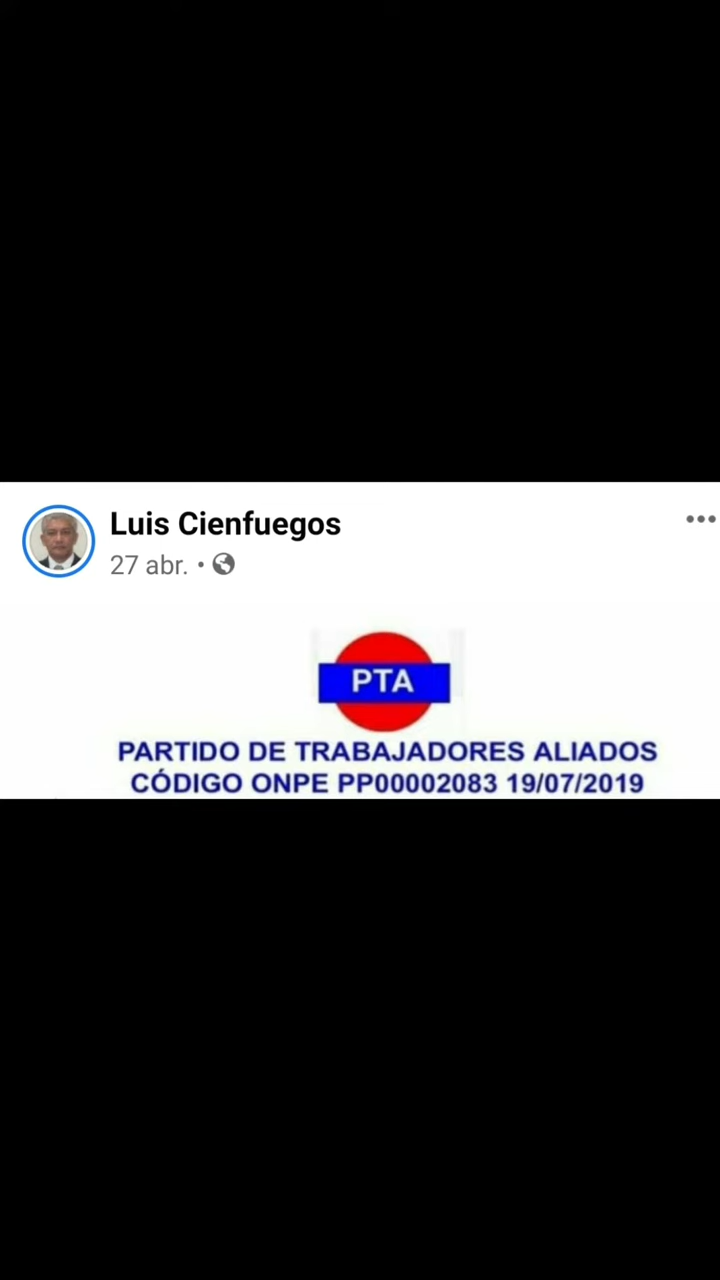 Luis Cienfuegos
27 abr. •
PTA
PARTIDO DE TRABAJADORES ALIADOS
CÓDIGO ONPE PP00002083 19/07/2019